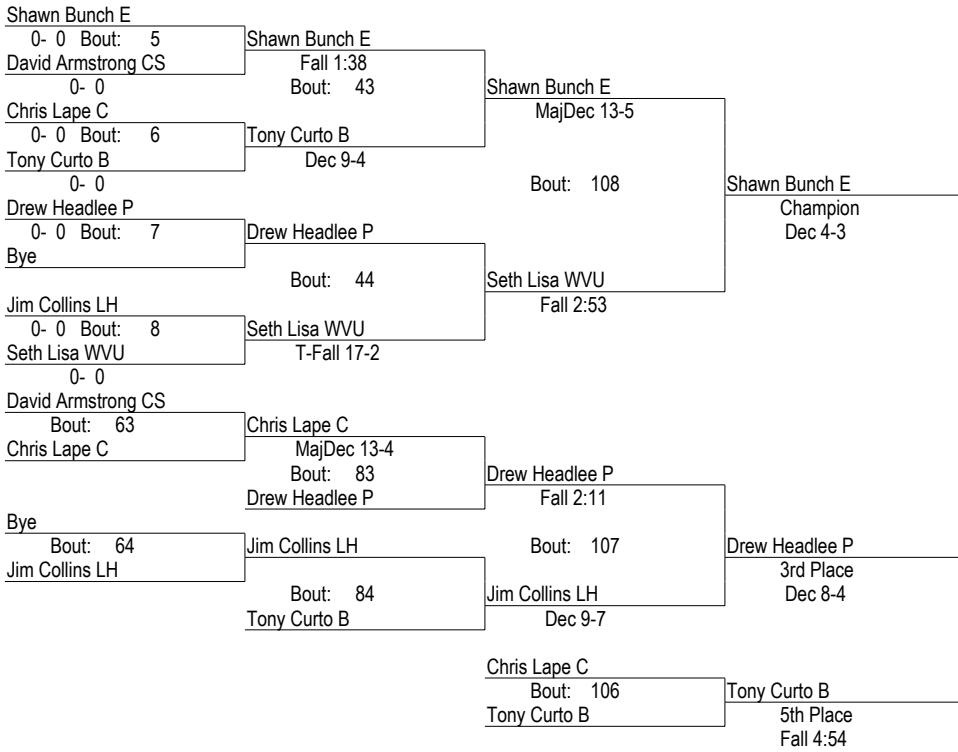 Shawn Bunch E
0- 0 Bout: 5
Shawn Bunch E
David Armstrong CS
Fall 1:38
0- 0
Bout: 43
Shawn Bunch E
Chris Lape C
MajDec 13-5
0- 0 Bout: 6
Tony Curto B
Tony Curto B
Dec 9-4
0- 0
Bout: 108
Shawn Bunch E
Drew Headlee P
Champion
0- 0 Bout: 7
Drew Headlee P
Dec 4-3
Bye
Bout: 44
Seth Lisa WVU
Jim Collins LH
Fall 2:53
0- 0 Bout: 8
Seth Lisa WVU
Seth Lisa WVU
T-Fall 17-2
0- 0
David Armstrong CS
Bout: 63
Chris Lape C
Chris Lape C
MajDec 13-4
Bout: 83
Drew Headlee P
Drew Headlee P
Fall 2:11
Bye
Bout: 64
Jim Collins LH
Bout: 107
Drew Headlee P
Jim Collins LH
3rd Place
Bout: 84
Jim Collins LH
Dec 8-4
Tony Curto B
Dec 9-7
Chris Lape C
Bout: 106
Tony Curto B
Tony Curto B
5th Place
Fall 4:54